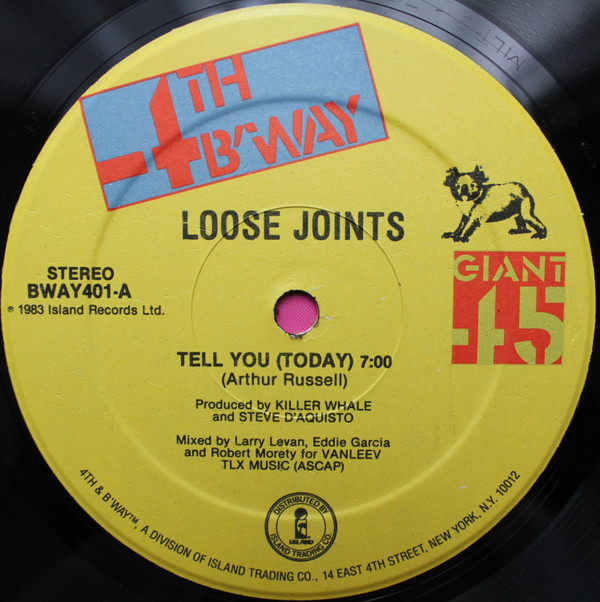 4TH
B'WAY
LOOSE JOINTS
STEREO
BWAY401-A
℗ 1983 Island Records Ltd.
GIANT
45
TELL YOU (TODAY) 7:00
(Arthur Russell)
Produced by KILLER WHALE
and STEVE D'AQUISTO
Mixed by Larry Levan, Eddie Garcia
and Robert Morety for VANLEEV
TLX MUSIC (ASCAP)
DISTRIBUTED BY
ISLAND
ISLAND TRADING CO.
4TH & B'WAY™, A DIVISION OF ISLAND TRADING CO., 14 EAST 4TH STREET, NEW YORK, N.Y. 10012